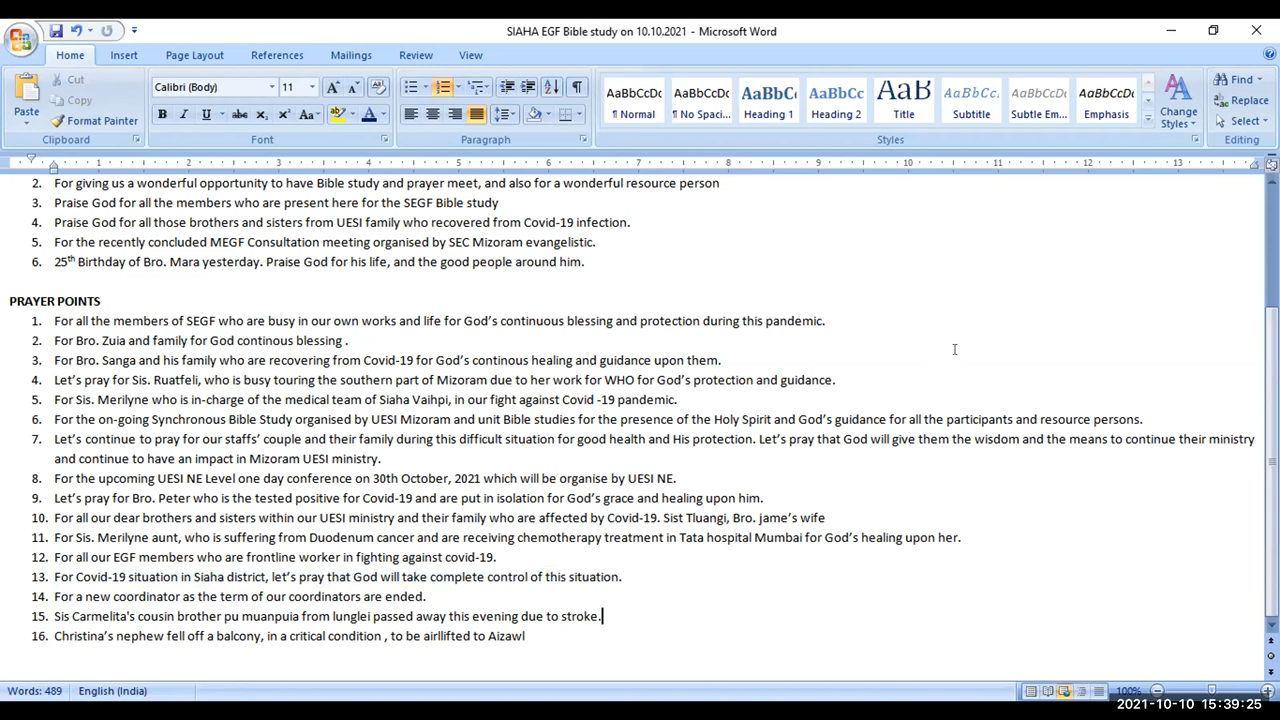 SIAHA EGF Bible study on 10.10.2021 - Microsoft Word
Home Insert Page Layout References Mailings Review View
Paste Cut Copy Format Painter Clipboard
Calibri (Body) 11 Font
Paragraph
AaBbCcDc AaBbCcDc AaBbC AaBbCc AaB AaBbCc. AaBbCcDc AaBbCcDc
¶ Normal ¶ No Spaci... Heading 1 Heading 2 Title Subtitle Subtle Em... Emphasis
Change Styles Styles
Find Replace Select Editing
1 2 3 4 5 6 7 8 9 10 11 12 13
2. For giving us a wonderful opportunity to have Bible study and prayer meet, and also for a wonderful resource person
3. Praise God for all the members who are present here for the SEGF Bible study
4. Praise God for all those brothers and sisters from UESI family who recovered from Covid-19 infection.
5. For the recently concluded MEGF Consultation meeting organised by SEC Mizoram evangelistic.
6. 25th Birthday of Bro. Mara yesterday. Praise God for his life, and the good people around him.
PRAYER POINTS
1. For all the members of SEGF who are busy in our own works and life for God's continuous blessing and protection during this pandemic.
2. For Bro. Zuia and family for God continous blessing .
3. For Bro. Sanga and his family who are recovering from Covid-19 for God's continous healing and guidance upon them.
4. Let's pray for Sis. Ruatfeli, who is busy touring the southern part of Mizoram due to her work for WHO for God's protection and guidance.
5. For Sis. Merilyne who is in-charge of the medical team of Siaha Vaihpi, in our fight against Covid -19 pandemic.
6. For the on-going Synchronous Bible Study organised by UESI Mizoram and unit Bible studies for the presence of the Holy Spirit and God's guidance for all the participants and resource persons.
7. Let's continue to pray for our staffs' couple and their family during this difficult situation for good health and His protection. Let's pray that God will give them the wisdom and the means to continue their ministry
and continue to have an impact in Mizoram UESI ministry.
8. For the upcoming UESI NE Level one day conference on 30th October, 2021 which will be organise by UESI NE.
9. Let's pray for Bro. Peter who is the tested positive for Covid-19 and are put in isolation for God's grace and healing upon him.
10. For all our dear brothers and sisters within our UESI ministry and their family who are affected by Covid-19. Sist Tluangi, Bro. jame's wife
11. For Sis. Merilyne aunt, who is suffering from Duodenum cancer and are receiving chemotherapy treatment in Tata hospital Mumbai for God's healing upon her.
12. For all our EGF members who are frontline worker in fighting against covid-19.
13. For Covid-19 situation in Siaha district, let's pray that God will take complete control of this situation.
14. For a new coordinator as the term of our coordinators are ended.
15. Sis Carmelita's cousin brother pu muanpuia from lunglei passed away this evening due to stroke.
16. Christina's nephew fell off a balcony, in a critical condition , to be airllifted to Aizawl
Words: 489 English (India) 100%
2021-10-10 15:39:25